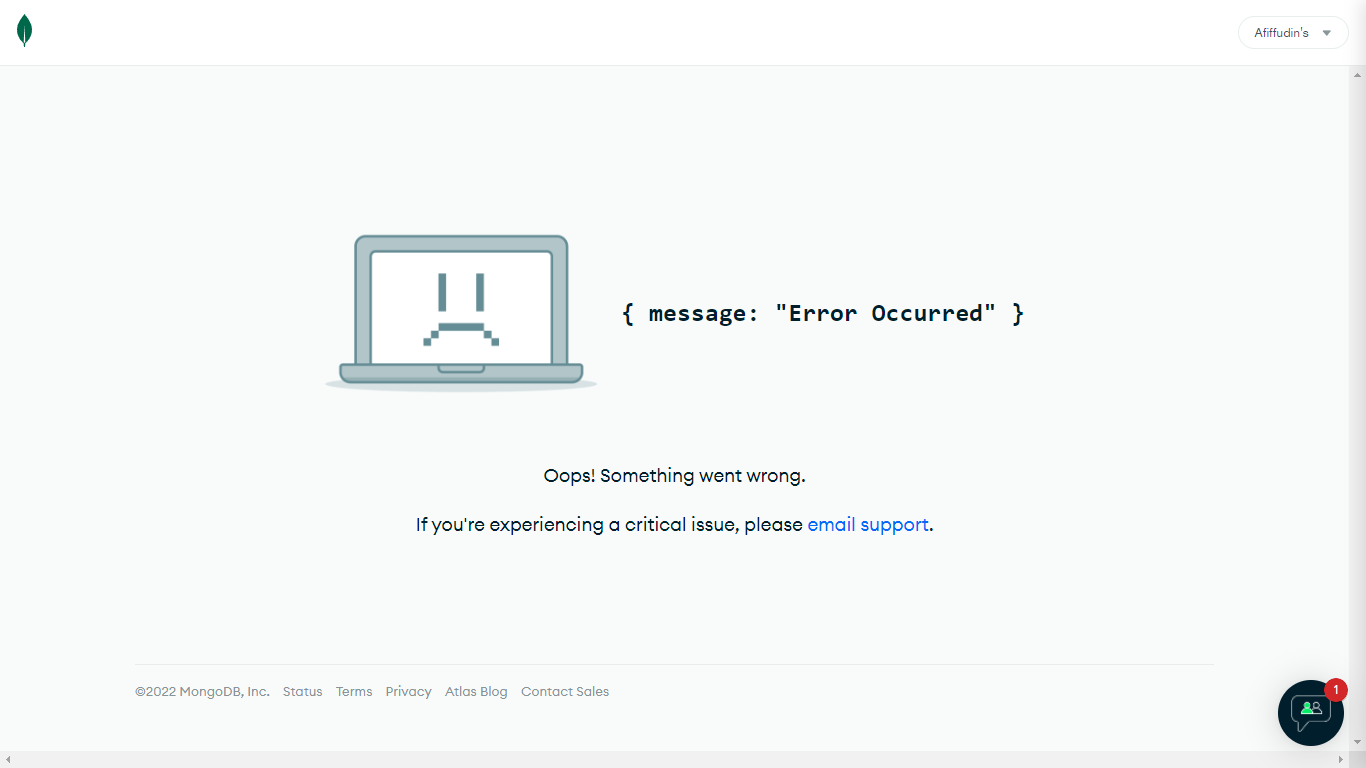 Afiffudin's
{ message: "Error Occurred" }
Oops! Something went wrong.
If you're experiencing a critical issue, please email support.
©2022 MongoDB, Inc. Status Terms Privacy Atlas Blog Contact Sales
1